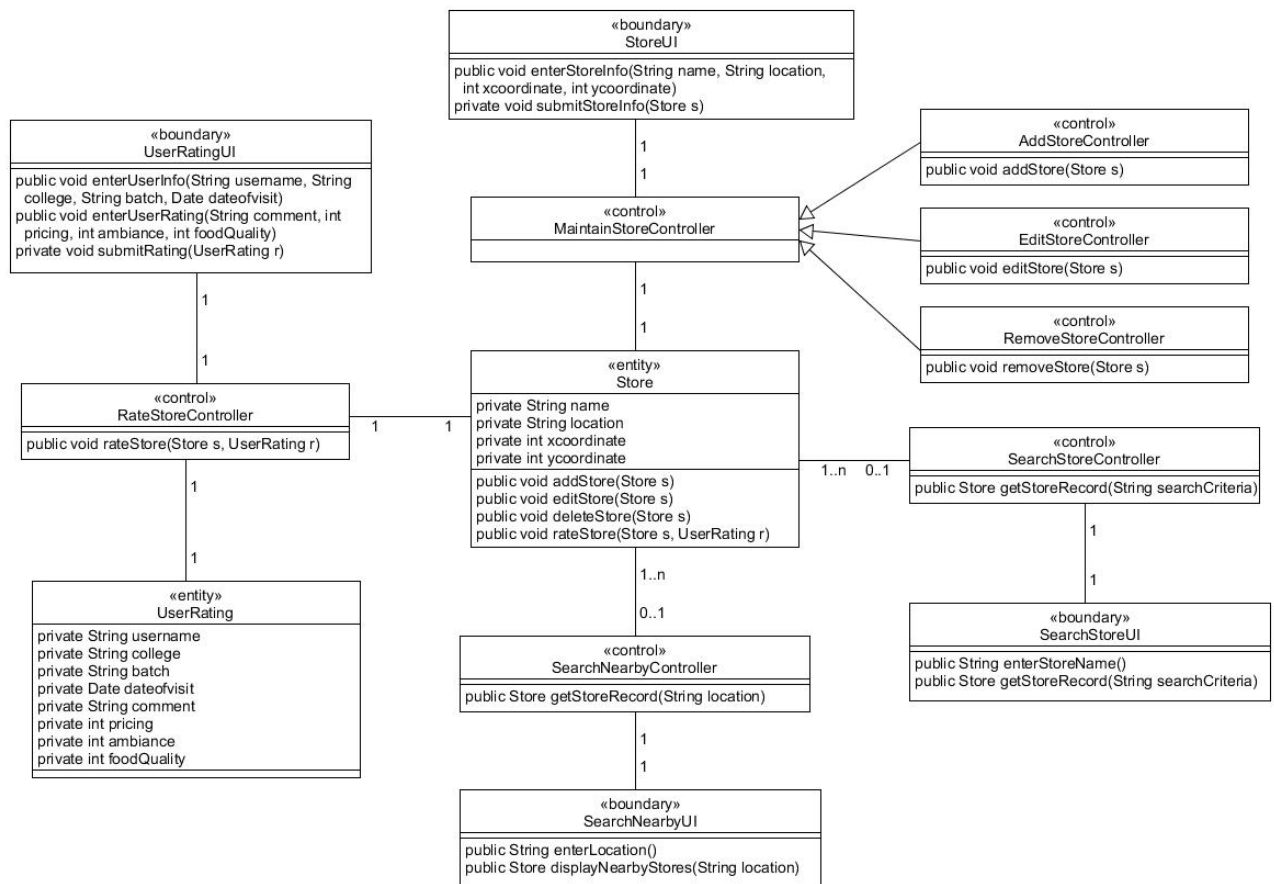 «boundary»
StoreUI
public void enterStoreInfo(String name, String location,
int xcoordinate, int ycoordinate)
private void submitStoreInfo(Store s)
1
1
«boundary»
UserRatingUI
public void enterUserInfo(String username, String
college, String batch, Date dateofvisit)
public void enterUserRating(String comment, int
pricing, int ambiance, int foodQuality)
private void submitRating(UserRating r)
1
1
«control»
MaintainStoreController
1
1
«control»
AddStoreController
public void addStore(Store s)
«control»
EditStoreController
public void editStore(Store s)
«control»
RemoveStoreController
public void removeStore(Store s)
«control»
RateStoreController
public void rateStore(Store s, UserRating r)
1 1
1
1
«entity»
Store
private String name
private String location
private int xcoordinate
private int ycoordinate
public void addStore(Store s)
public void editStore(Store s)
public void deleteStore(Store s)
public void rateStore(Store s, UserRating r)
1..n 0..1
«control»
SearchStoreController
public Store getStoreRecord(String searchCriteria)
1
1
«boundary»
SearchStoreUI
public String enterStoreName()
public Store getStoreRecord(String searchCriteria)
«entity»
UserRating
private String username
private String college
private String batch
private Date dateofvisit
private String comment
private int pricing
private int ambiance
private int foodQuality
1..n
0..1
«control»
SearchNearbyController
public Store getStoreRecord(String location)
1
1
«boundary»
SearchNearbyUI
public String enterLocation()
public Store displayNearbyStores(String location)